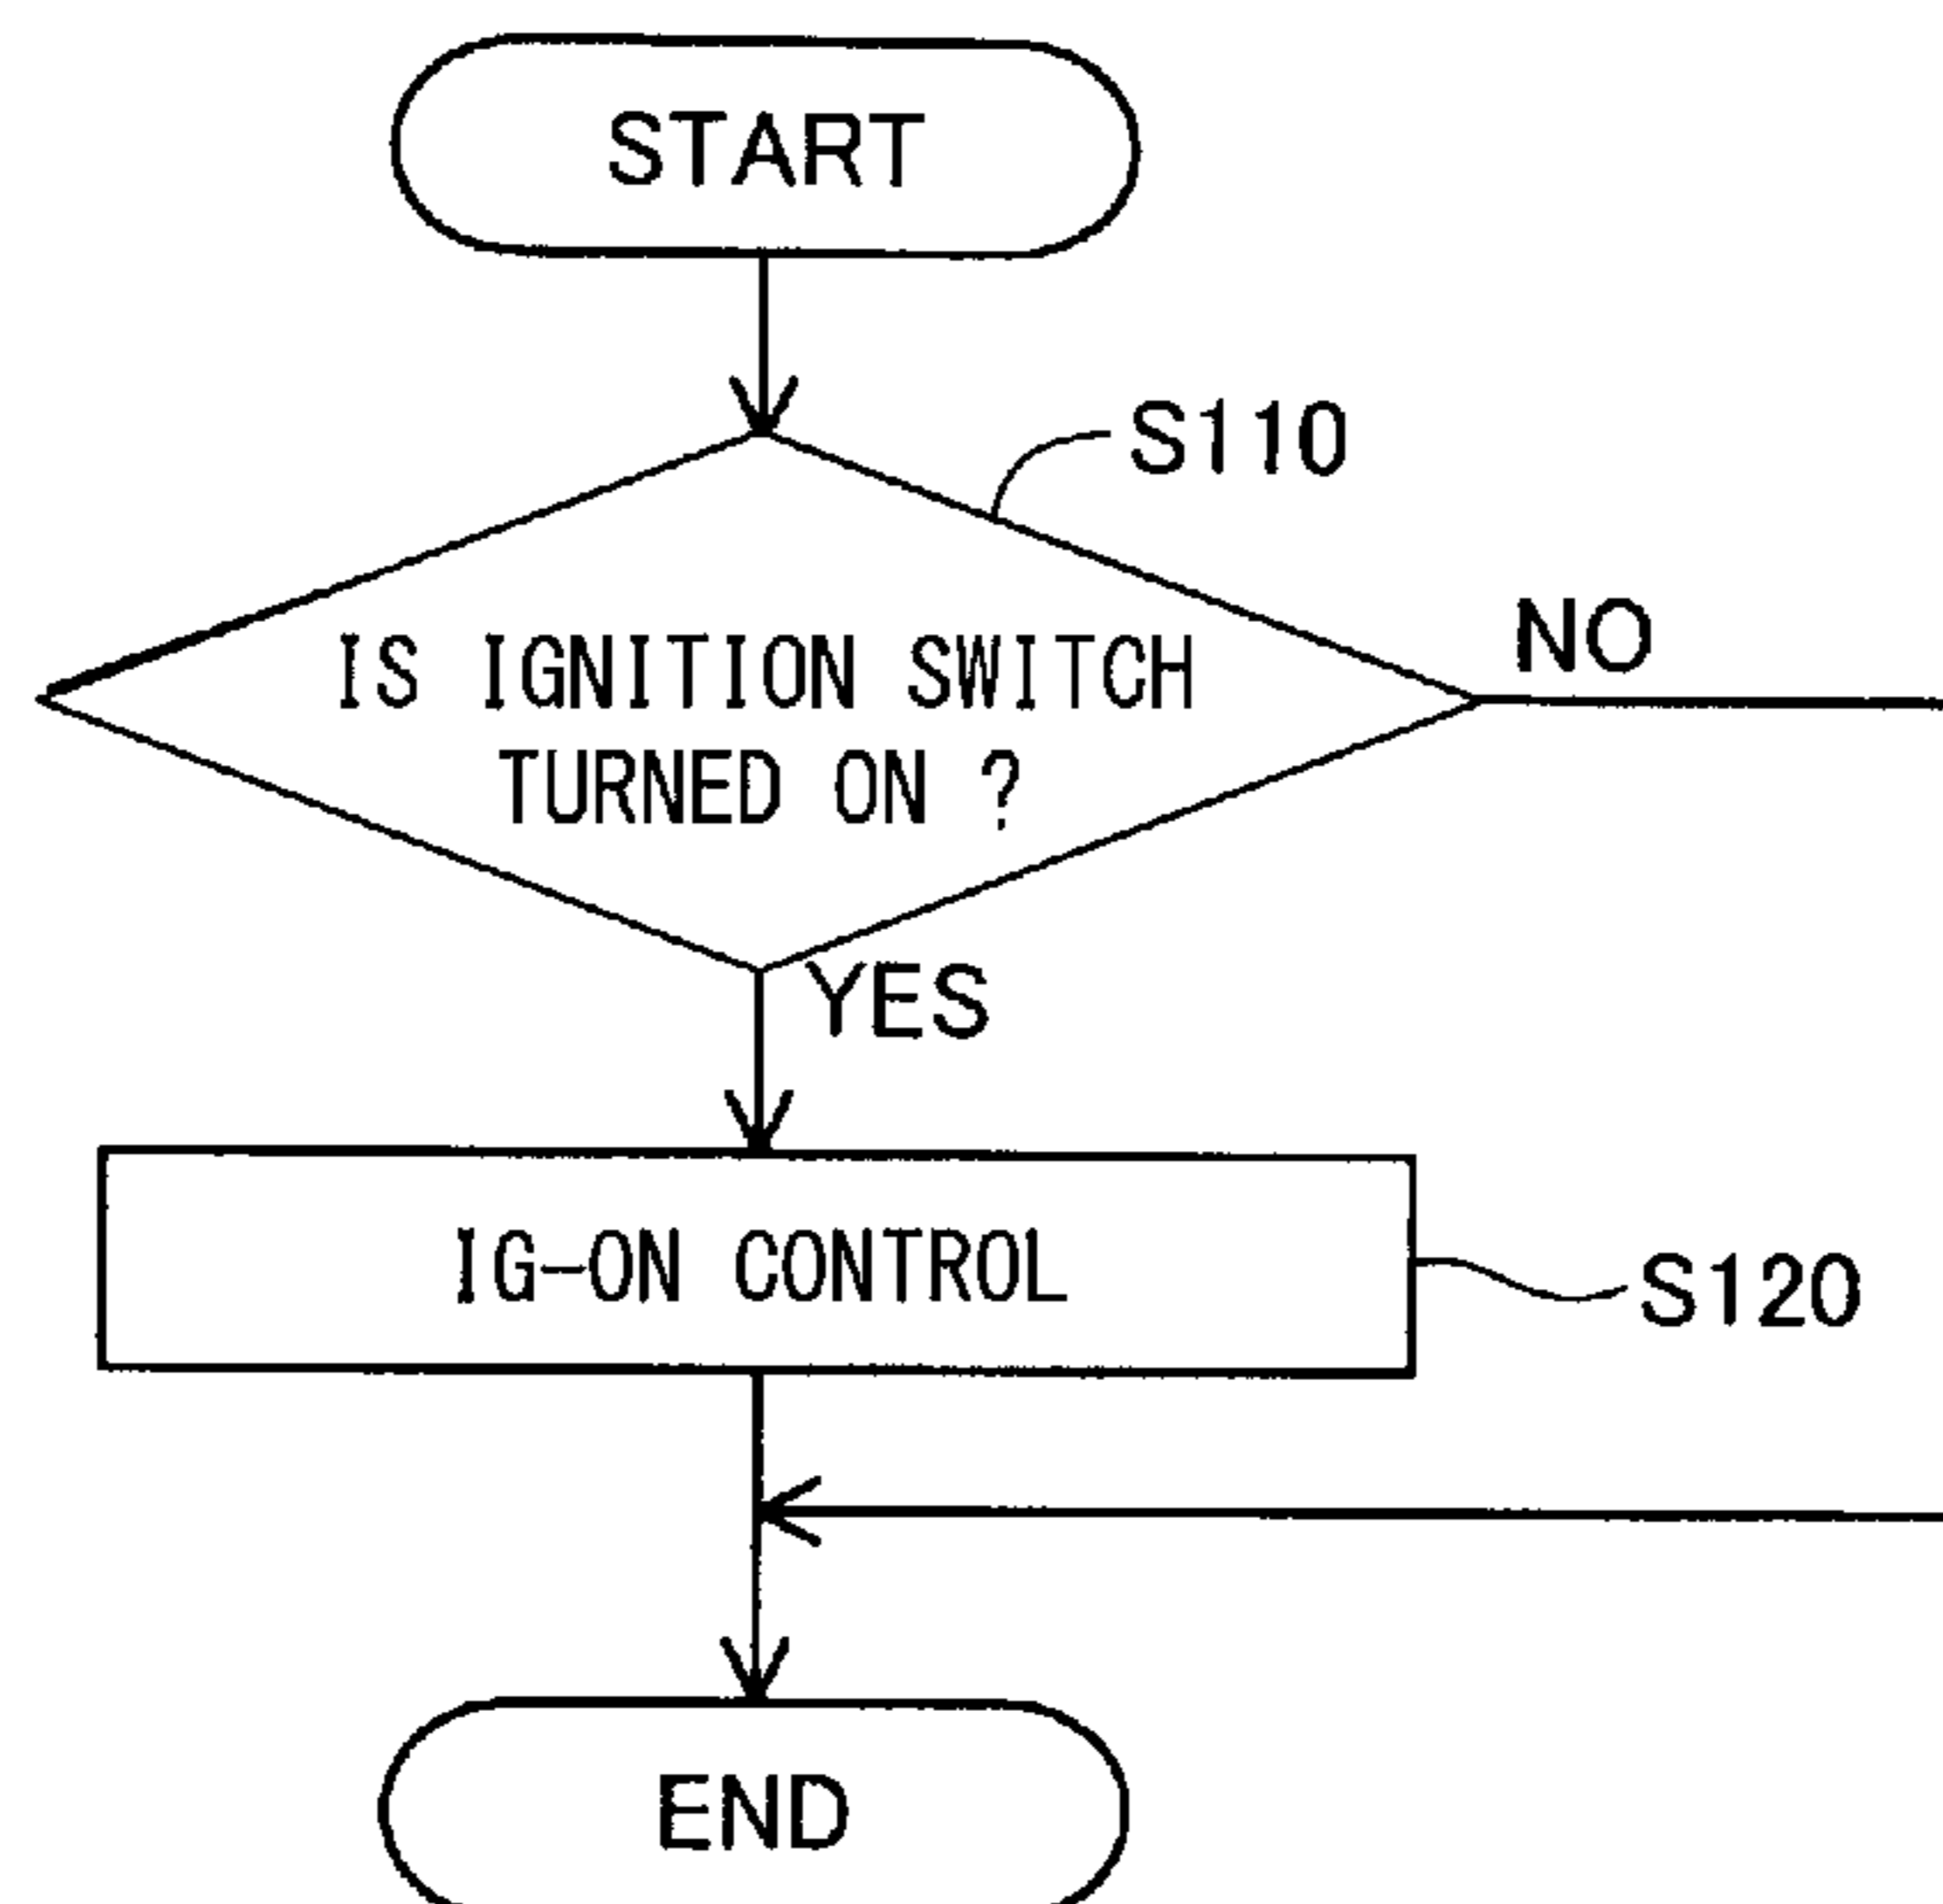 START
S110
NO
IS IGNITION SWITCH
TURNED ON ?
YES
IG-ON CONTROL
S120
END